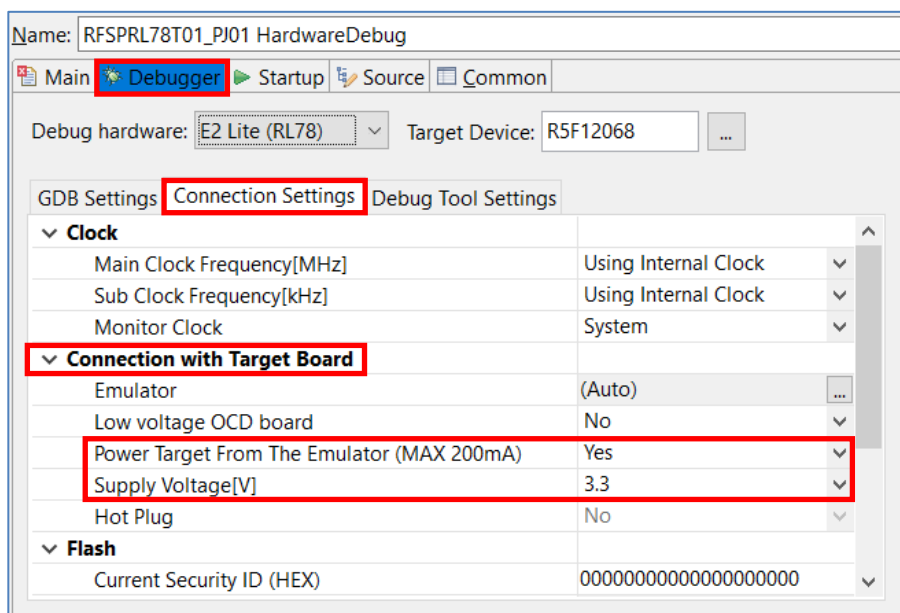 Name: RFSPRL78T01_PJ01 HardwareDebug
Main Debugger Startup Source Common
Debug hardware: E2 Lite (RL78) Target Device: R5F12068 ...
GDB Settings Connection Settings Debug Tool Settings
Clock
Main Clock Frequency[MHz] Using Internal Clock
Sub Clock Frequency[kHz] Using Internal Clock
Monitor Clock System
Connection with Target Board
Emulator (Auto) ...
Low voltage OCD board No
Power Target From The Emulator (MAX 200mA) Yes
Supply Voltage[V] 3.3
Hot Plug No
Flash
Current Security ID (HEX) 00000000000000000000